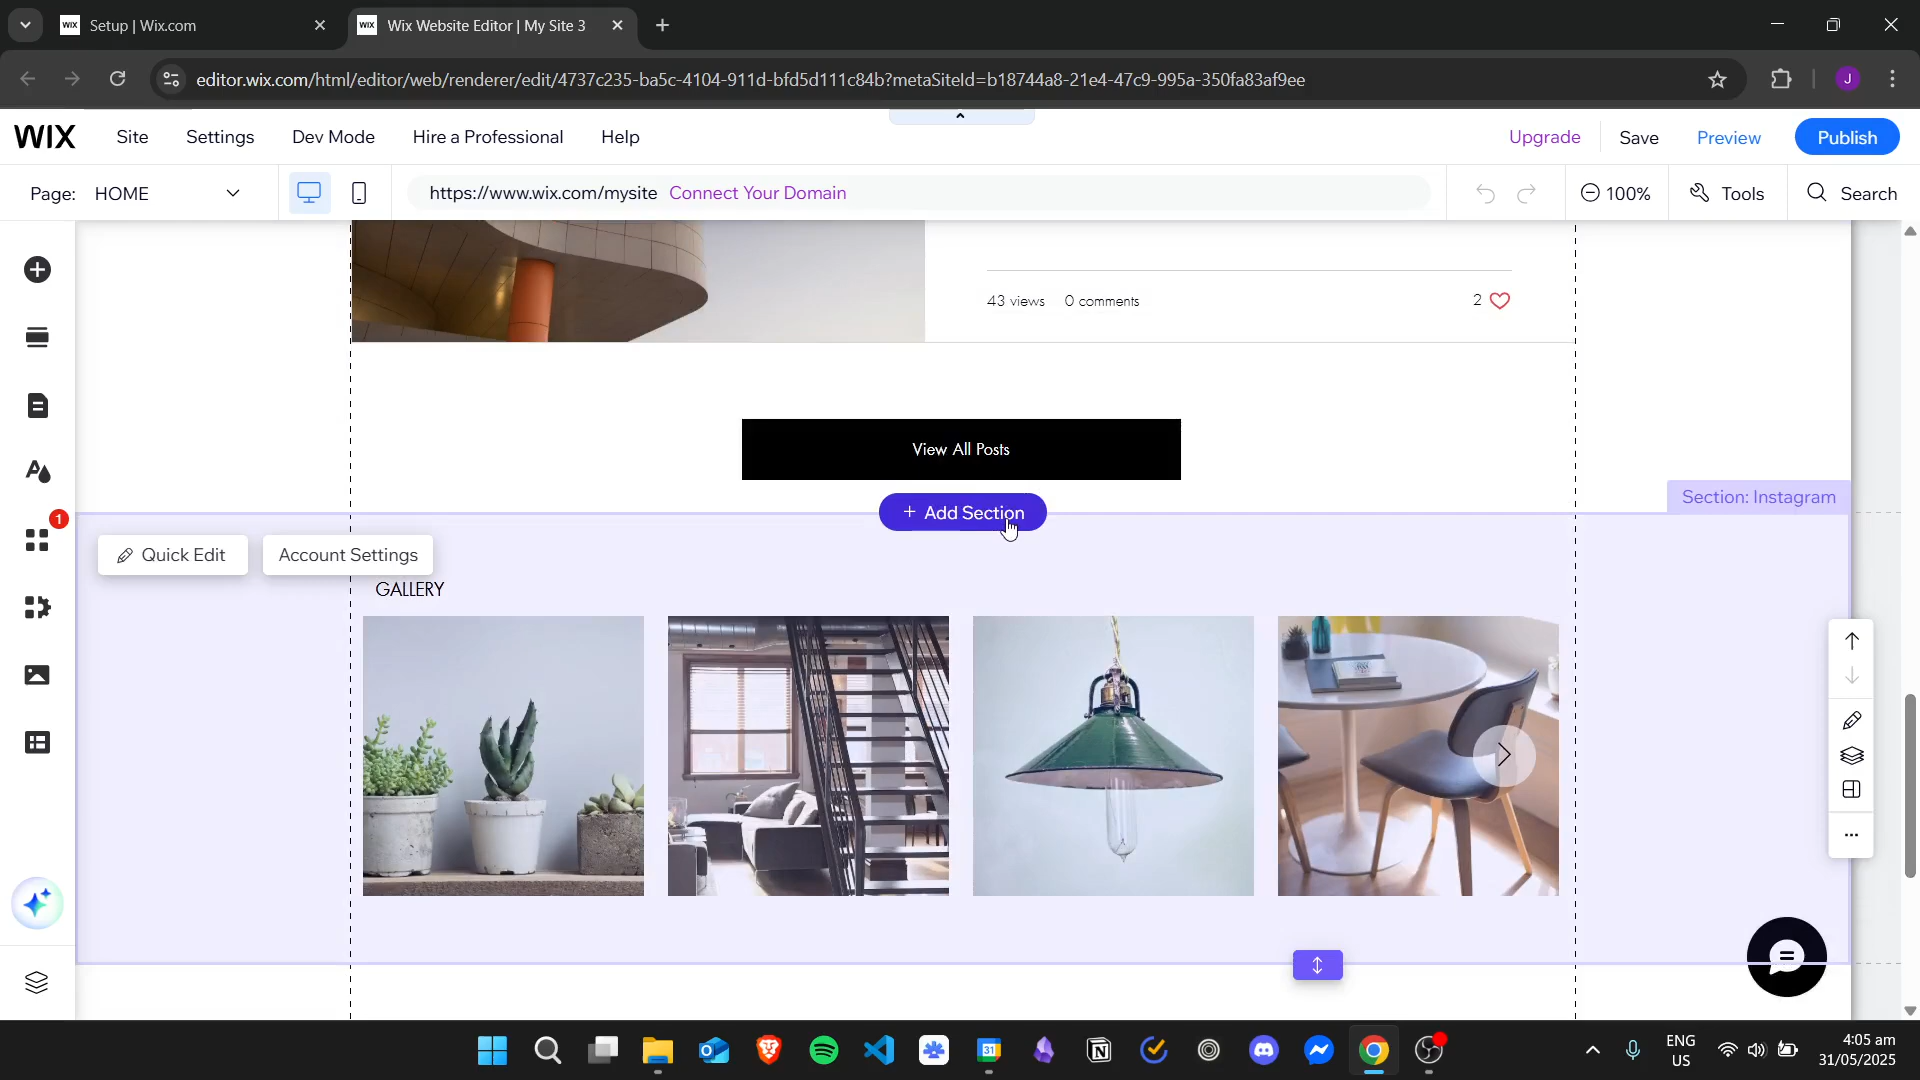 Setup | Wix.com
Wix Website Editor | My Site 3
editor.wix.com/html/editor/web/renderer/edit/4737c235-ba5c-4104-911d-bfd5d111c84b?metaSiteId=b18744a8-21e4-47c9-995a-350fa83af9ee
J
WIX Site Settings Dev Mode Hire a Professional Help Upgrade Save Preview Publish
Page: HOME https://www.wix.com/mysite Connect Your Domain 100% Tools Search
43 views 0 comments 2
View All Posts
Section: Instagram
+ Add Section
1
Quick Edit Account Settings
GALLERY
ENG
US
4:05 am
31/05/2025